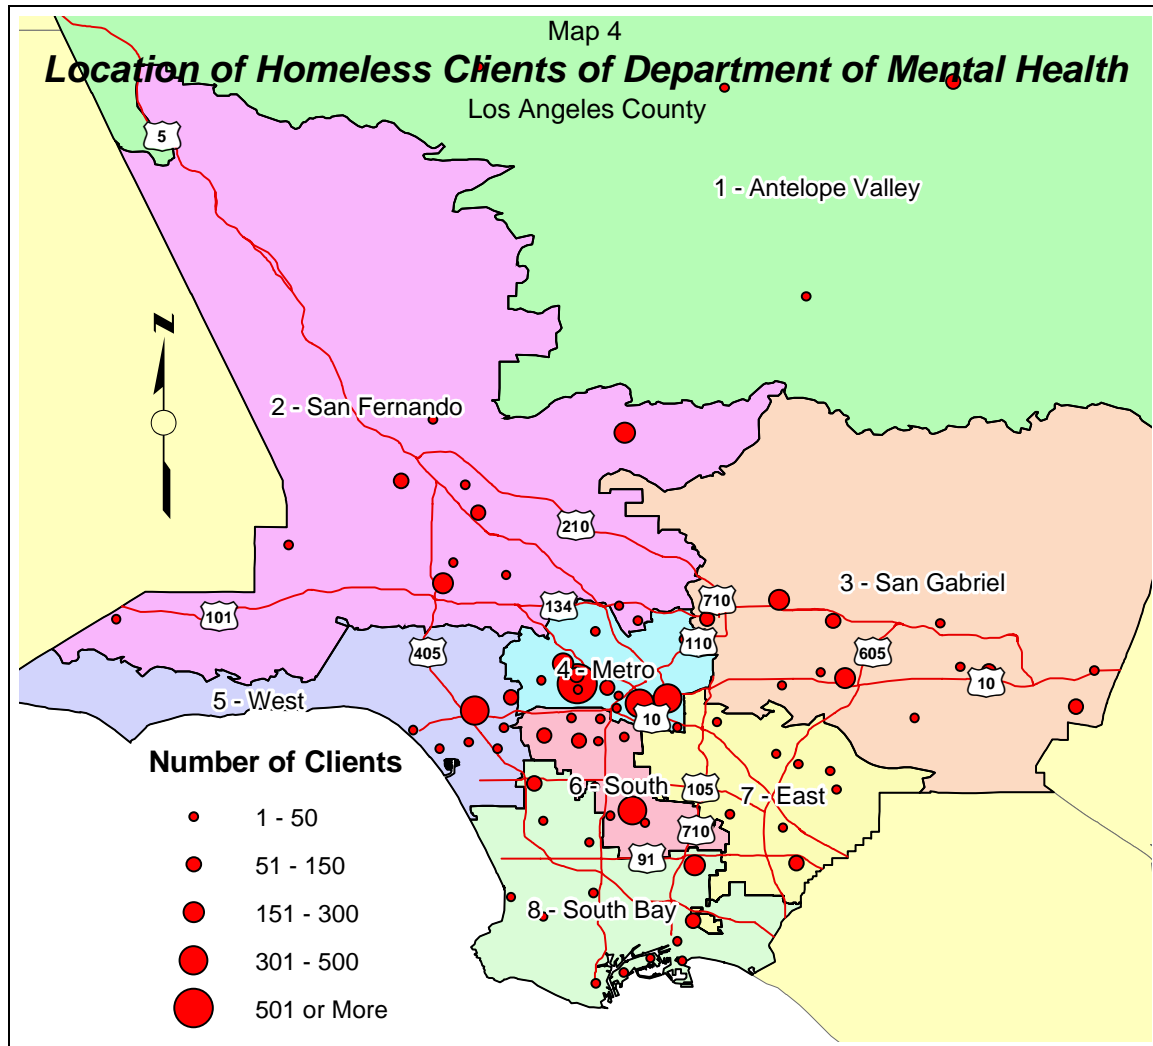 Map 4
Location of Homeless Clients of Department of Mental Health
Los Angeles County
5
1 - Antelope Valley
N
2 - San Fernando
210
3 - San Gabriel
134
710
101
110
405
605
4 - Metro
10
5 - West
10
Number of Clients
6 - South
105
7 - East
1 - 50
710
91
51 - 150
151 - 300
8 - South Bay
301 - 500
501 or More